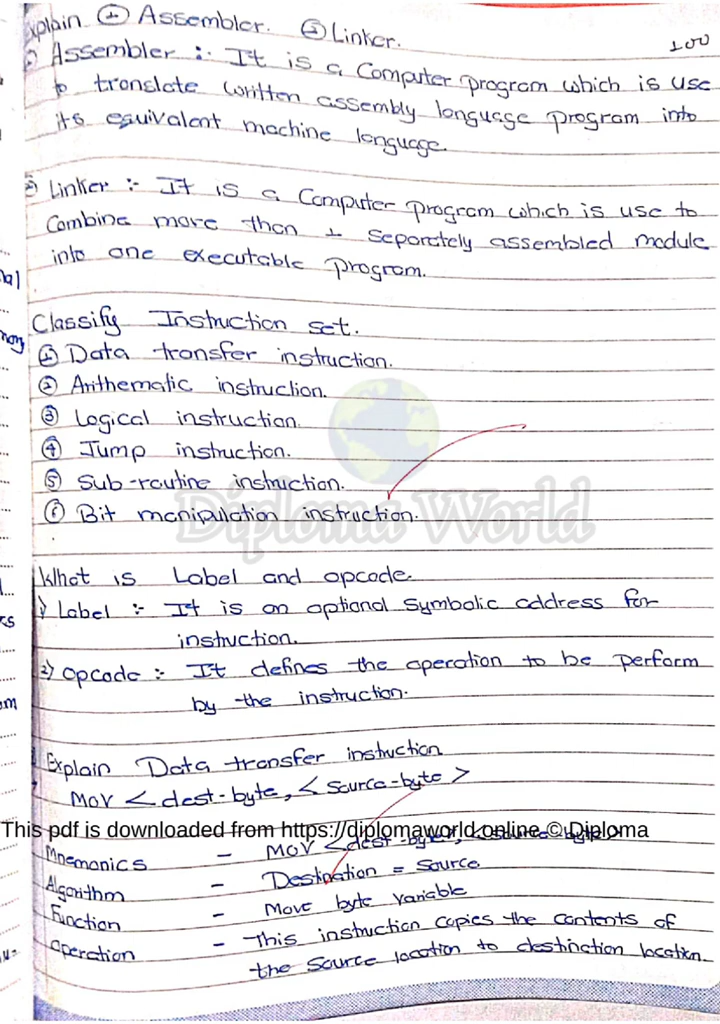 Explain ① Assembler. ② Linker.
100
① Assembler :- It is a Computer program which is use
to translate written assembly language program into
its equivalent machine language.
② Linker :- It is a Computer program which is use to
Combine more than 1 separately assembled module
into one executable program.
Classify Instruction set.
① Data transfer instruction.
② Arithematic instruction.
③ Logical instruction.
④ Jump instruction.
⑤ Sub-routine instruction.
⑥ Bit manipulation instruction.
Diploma World
What is Label and opcode.
1) Label :- It is an optional symbolic address for
instuction.
2) opcode :- It defines the operation to be perform
by the instruction.
Explain Data transfer instuction
MOV < dest-byte, < source-byte >
This pdf is downloaded from https://diplomaworld.online © Diploma
Mnemonics - MOV <dest-byte>, <source-byte>
Algorithm - Destination = Source
Function - Move byte variable
Operation - This instruction copies the contents of
the source location to destinction location.